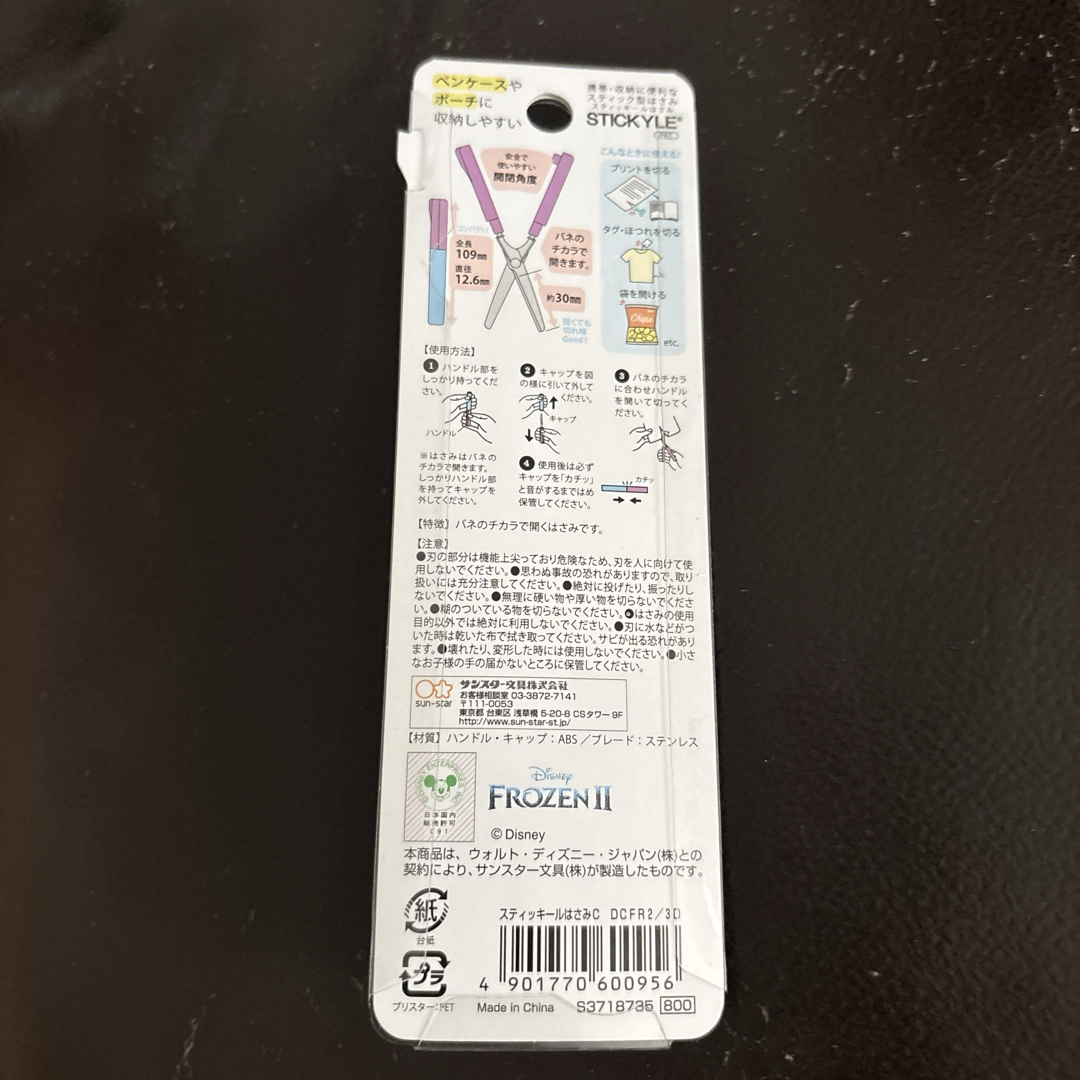 ペンケースや
ポーチに
収納しやすい
携帯・収納に便利な
スティック型はさみ
スティッキールはさみ
STICKYLE®
安全で
使いやすい
開閉角度
コンパクト!
全長
109mm
直径
12.6mm
バネの
チカラで
開きます。
約30mm
短くても
切れ味
Good!
こんなときに使える!
プリントを切る
タグ・ほつれを切る
袋を開ける
Chips
etc.
【使用方法】
❶ハンドル部を
しっかり持ってくだ
さい。
ハンドル
※はさみはバネの
チカラで開きます。
しっかりハンドル部
を持ってキャップを
外してください。
❷キャップを図
の様に引いて外して
ください。
キャップ
❸バネのチカラ
に合わせハンドル
を開いて切ってく
ださい。
❹使用後は必ず
キャップを「カチッ」
と音がするまではめ
保管してください。
カチッ
【特徴】バネのチカラで開くはさみです。
【注意】
●刃の部分は機能上尖っており危険なため、刃を人に向けて使
用しないでください。●思わぬ事故の恐れがありますので、取り
扱いには充分注意してください。●絶対に投げたり、振ったりし
ないでください。●無理に硬い物や厚い物を切らないでくださ
い。●糊のついている物を切らないでください。●はさみの使用
目的以外では絶対に利用しないでください。●刃に水などがつ
いた時は乾いた布で拭き取ってください。サビが出る恐れがあり
ます。●壊れたり、変形した時には使用しないでください。●小さ
なお子様の手の届かないところに保管してください。
sun-star
サンスター文具株式会社
お客様相談室 03-3872-7141
〒111-0053
東京都 台東区 浅草橋 5-20-8 CSタワー 9F
http://www.sun-star-st.jp/
【材質】ハンドル・キャップ:ABS/ブレード:ステンレス
©DISNEY ENTERPRISES, INC.
日本国内
販売許可
091
Disney
FROZEN II
© Disney
本商品は、ウォルト・ディズニー・ジャパン(株)との
契約により、サンスター文具(株)が製造したものです。
紙
台紙
プラ
ブリスター:PET
スティッキールはさみC DCFR2/3D
4 901770 600956
Made in China S3718735 800